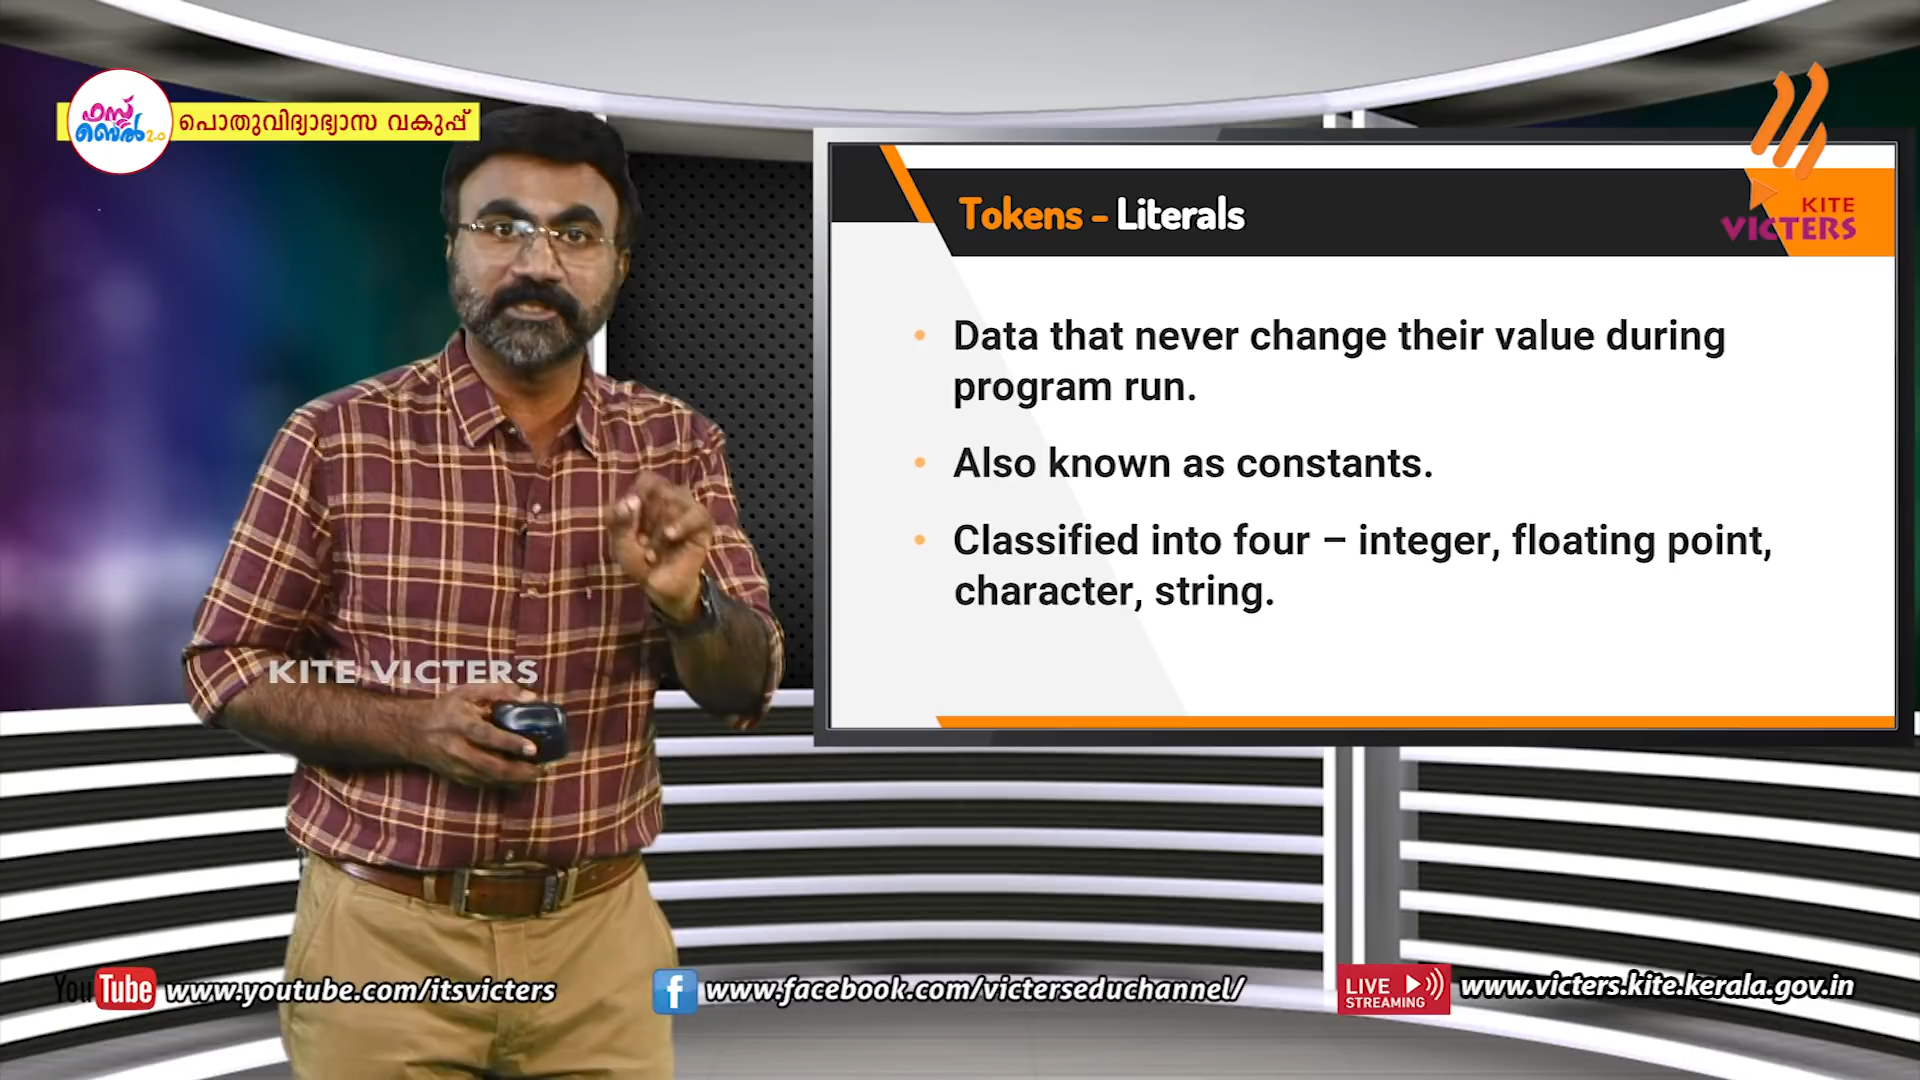 ഫസ്റ്റ്
ബെൽ 2.0
പൊതുവിദ്യാഭ്യാസ വകുപ്പ്
Tokens - Literals
KITE
VICTERS
Data that never change their value during
program run.
Also known as constants.
Classified into four – integer, floating point,
character, string.
KITE VICTERS
YouTube www.youtube.com/itsvicters
f www.facebook.com/victerseduchannel/
LIVE
STREAMING
www.victers.kite.kerala.gov.in